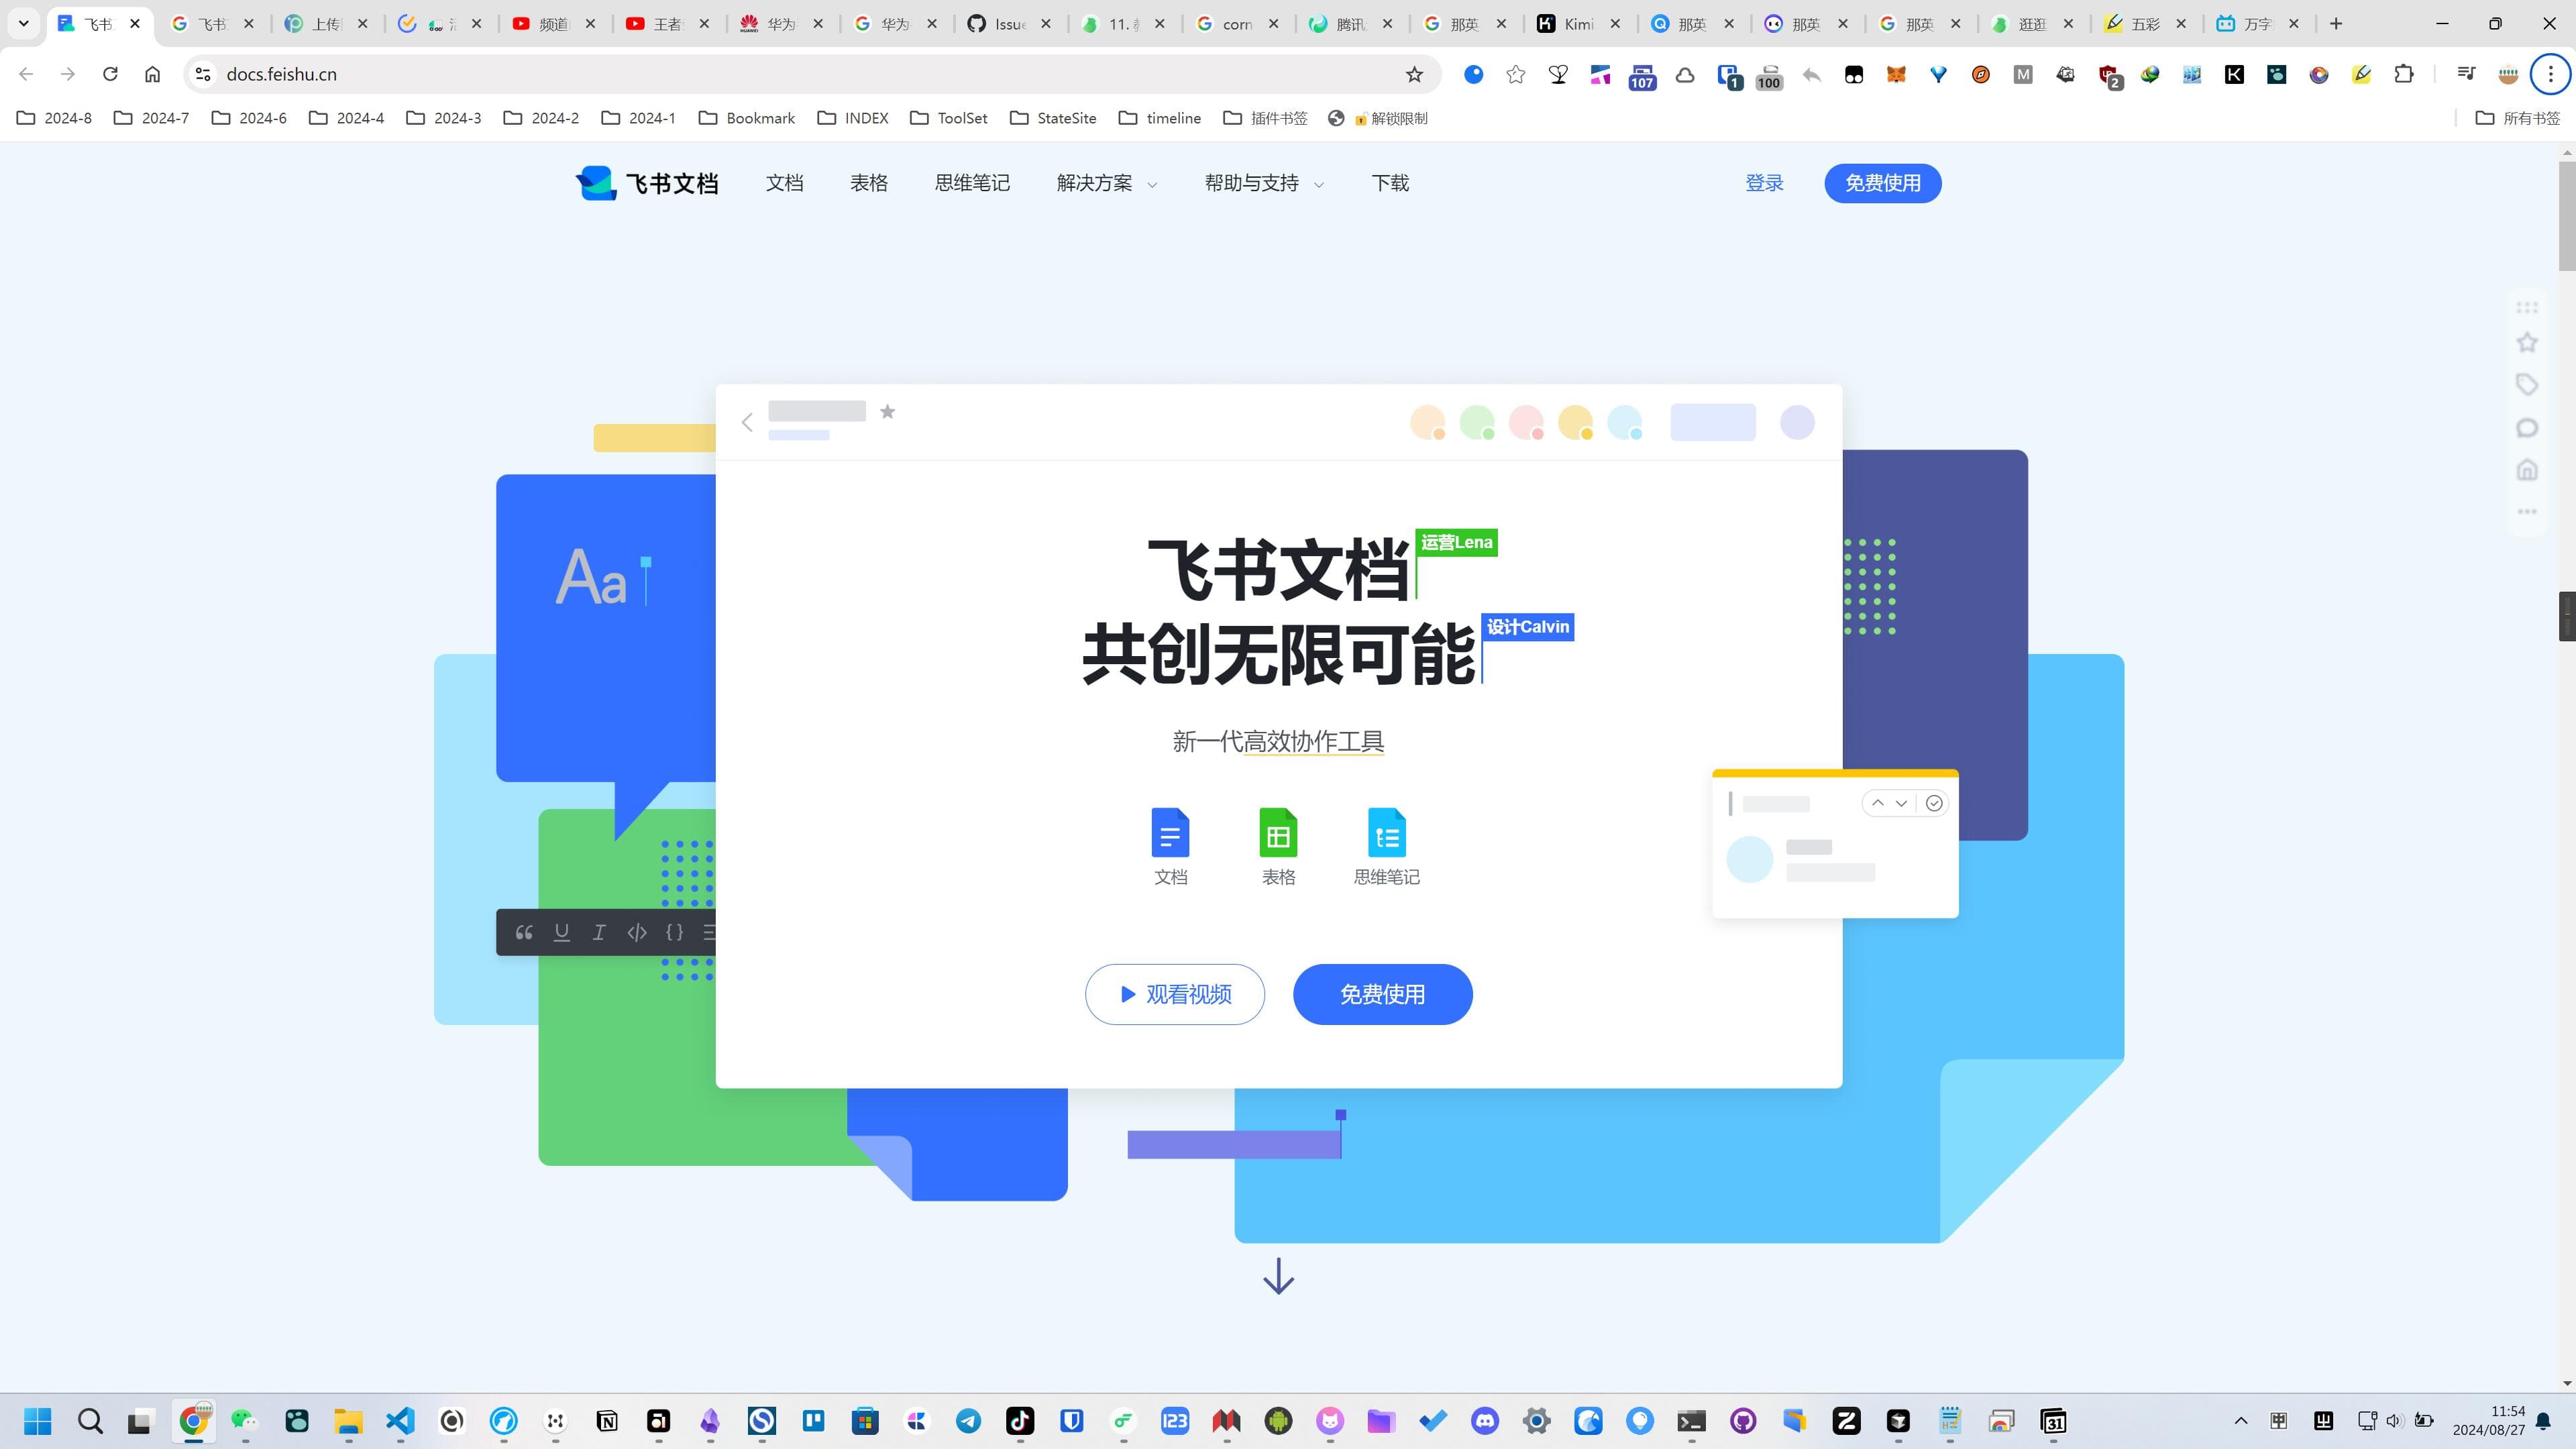 飞书
飞书
上传
频道
王者
华为
华为
Issue
11.
corn
腾讯
那英
Kimi
那英
那英
那英
逛逛
五彩
万字
docs.feishu.cn
107
1
100
2
2024-8
2024-7
2024-6
2024-4
2024-3
2024-2
2024-1
Bookmark
INDEX
ToolSet
StateSite
timeline
插件书签
解锁限制
所有书签
飞书文档
文档
表格
思维笔记
解决方案
帮助与支持
下载
登录
免费使用
Aa
飞书文档
运营Lena
共创无限可能
设计Calvin
新一代高效协作工具
文档
表格
思维笔记
观看视频
免费使用
123
31
11:54
2024/08/27